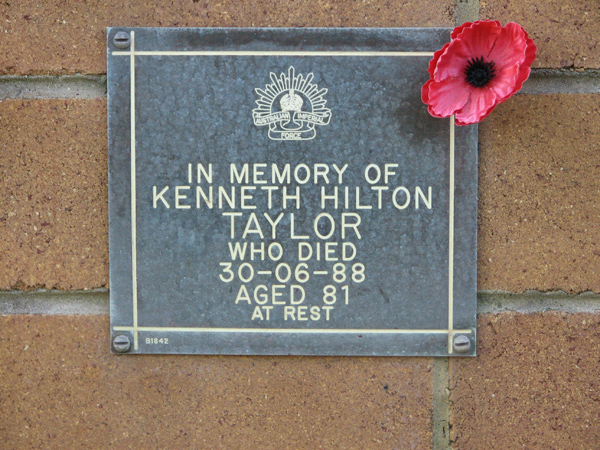 AUSTRALIAN IMPERIAL
FORCE
IN MEMORY OF
KENNETH HILTON
TAYLOR
WHO DIED
30-06-88
AGED 81
AT REST
B1842